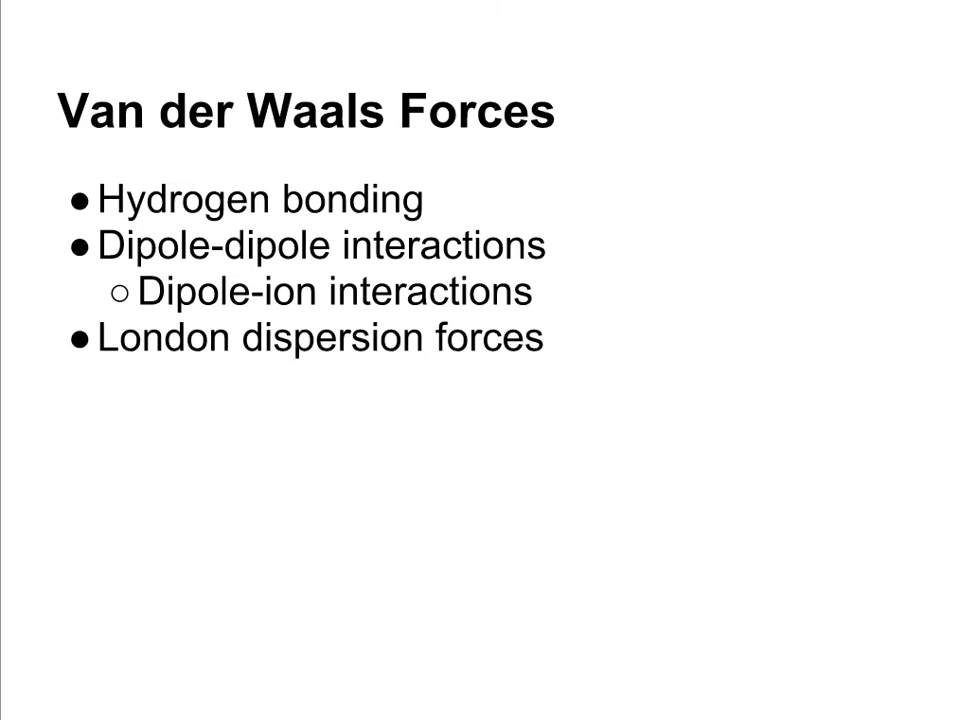 Van der Waals Forces
● Hydrogen bonding
● Dipole-dipole interactions
○ Dipole-ion interactions
● London dispersion forces